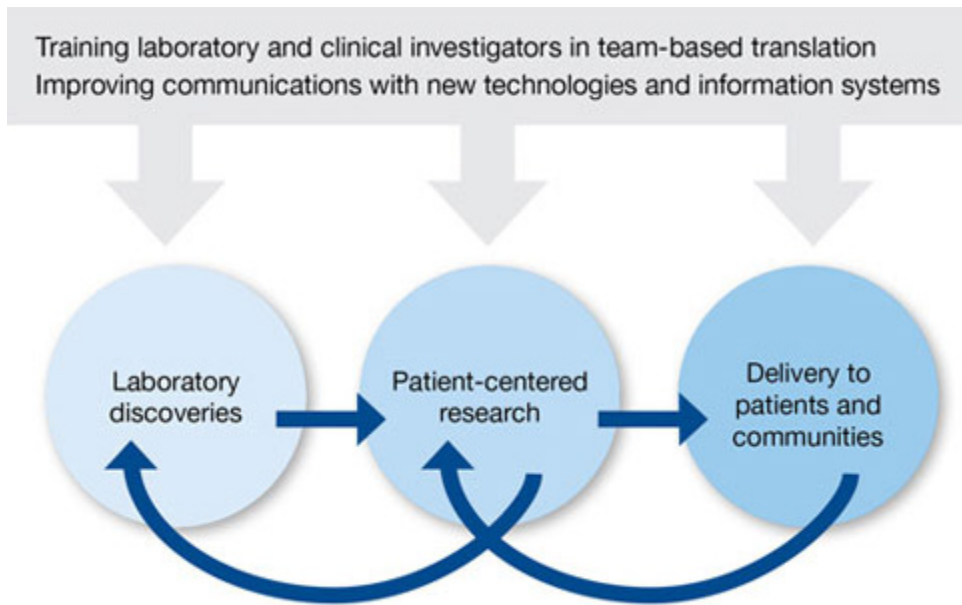 Training laboratory and clinical investigators in team-based translation
Improving communications with new technologies and information systems
Laboratory
discoveries
Patient-centered
research
Delivery to
patients and
communities